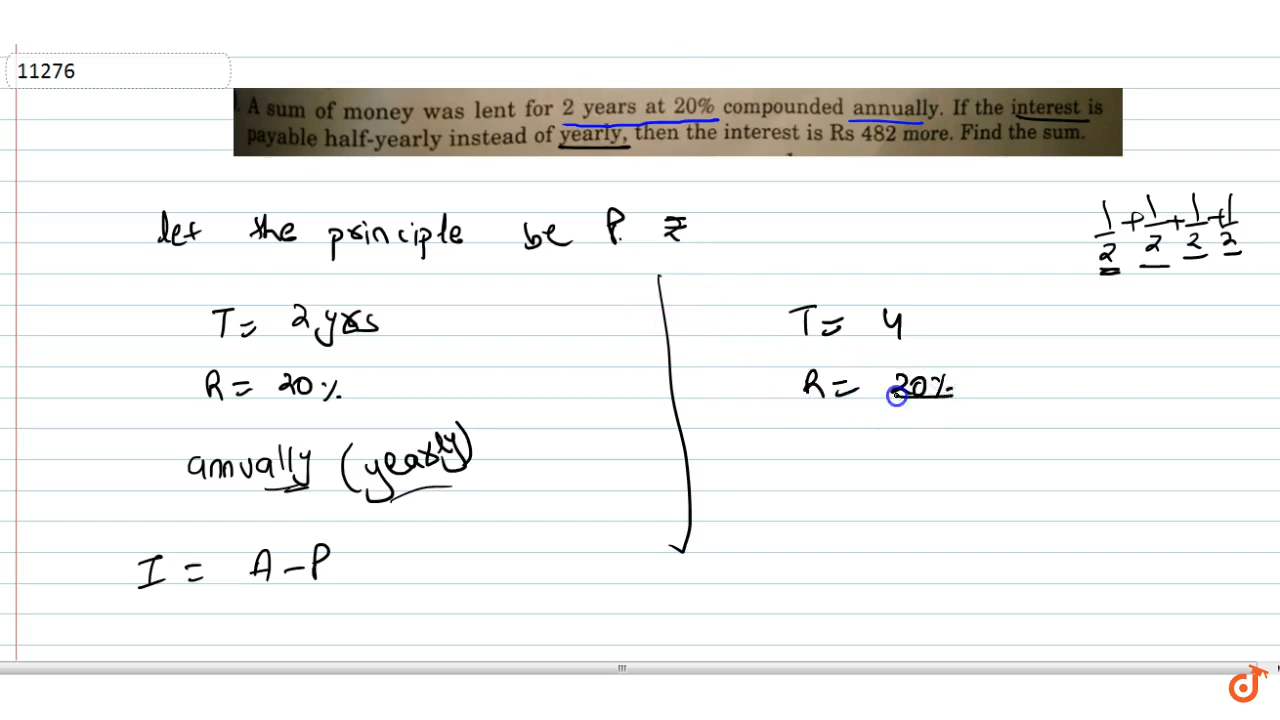 11276
A sum of money was lent for 2 years at 20% compounded annually. If the interest is
payable half-yearly instead of yearly, then the interest is Rs 482 more. Find the sum.
let the principle be P. ₹
1/2 + 1/2 + 1/2 + 1/2
T = 2 yrs
T = 4
R = 20%
R = 20%
annually (yearly)
I = A - P